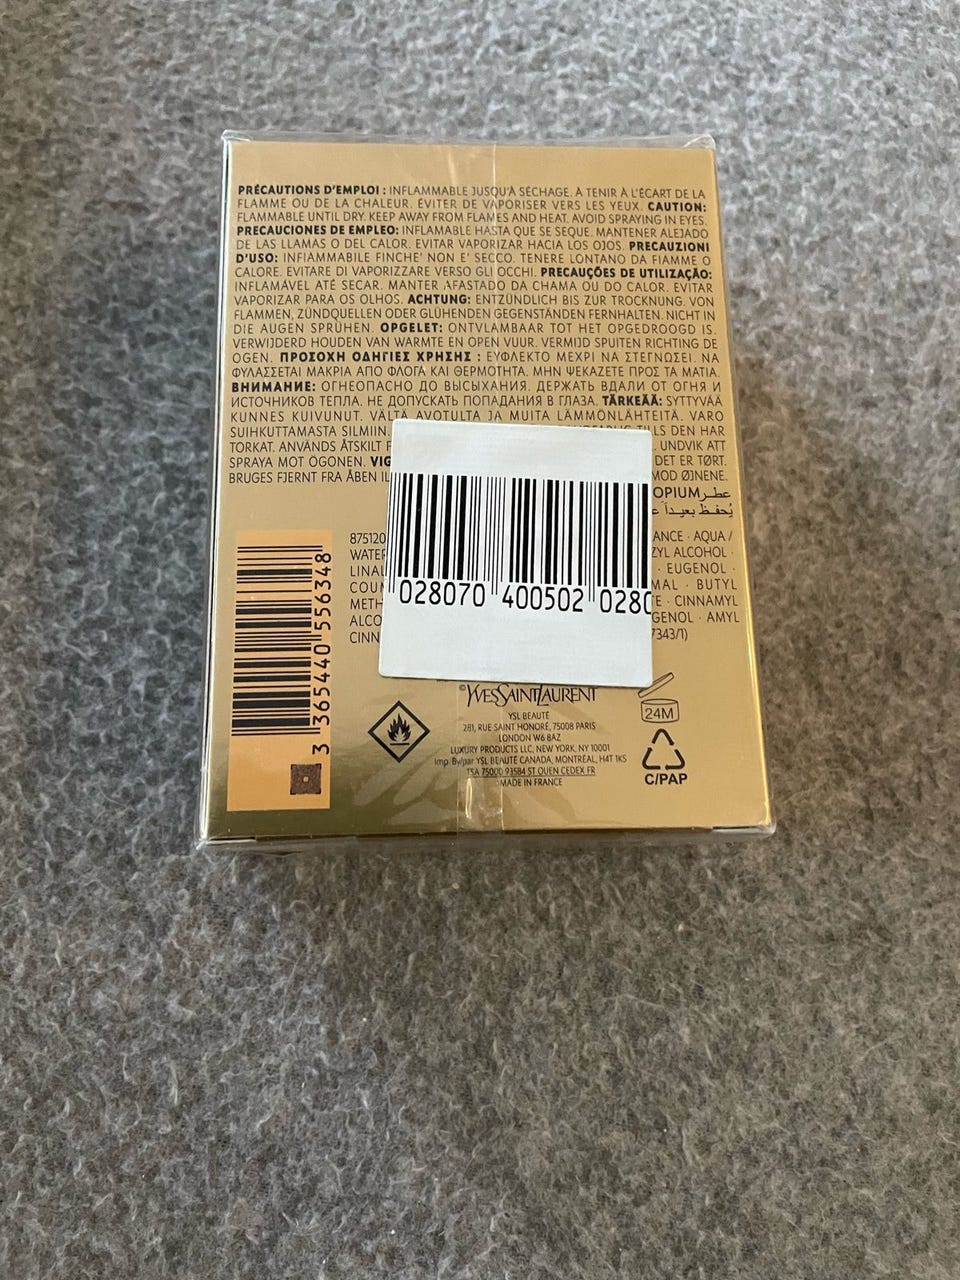 PRÉCAUTIONS D'EMPLOI : INFLAMMABLE JUSQU'À SÉCHAGE. À TENIR À L'ÉCART DE LA
FLAMME OU DE LA CHALEUR. ÉVITER DE VAPORISER VERS LES YEUX. CAUTION:
FLAMMABLE UNTIL DRY. KEEP AWAY FROM FLAMES AND HEAT. AVOID SPRAYING IN EYES.
PRECAUCIONES DE EMPLEO: INFLAMABLE HASTA QUE SE SEQUE. MANTENER ALEJADO
DE LAS LLAMAS O DEL CALOR. EVITAR VAPORIZAR HACIA LOS OJOS. PRECAUZIONI
D'USO: INFIAMMABILE FINCHE' NON E' SECCO. TENERE LONTANO DA FIAMME O
CALORE. EVITARE DI VAPORIZZARE VERSO GLI OCCHI. PRECAUÇÕES DE UTILIZAÇÃO:
INFLAMÁVEL ATÉ SECAR. MANTER AFASTADO DA CHAMA OU DO CALOR. EVITAR
VAPORIZAR PARA OS OLHOS. ACHTUNG: ENTZÜNDLICH BIS ZUR TROCKNUNG. VON
FLAMMEN, ZÜNDQUELLEN ODER GLÜHENDEN GEGENSTÄNDEN FERNHALTEN. NICHT IN
DIE AUGEN SPRÜHEN. OPGELET: ONTVLAMBAAR TOT HET OPGEDROOGD IS.
VERWIJDERD HOUDEN VAN WARMTE EN OPEN VUUR. VERMIJD SPUITEN RICHTING DE
OGEN. ΠΡΟΣΟΧΗ ΟΔΗΓΙΕΣ ΧΡΗΣΗΣ : ΕΥΦΛΕΚΤΟ ΜΕΧΡΙ ΝΑ ΣΤΕΓΝΩΣΕΙ. ΝΑ
ΦΥΛΑΣΣΕΤΑΙ ΜΑΚΡΙΑ ΑΠΟ ΦΛΟΓΑ ΚΑΙ ΘΕΡΜΟΤΗΤΑ. ΜΗΝ ΨΕΚΑΖΕΤΕ ΠΡΟΣ ΤΑ ΜΑΤΙΑ.
ВНИМАНИЕ: ОГНЕОПАСНО ДО ВЫСЫХАНИЯ. ДЕРЖАТЬ ВДАЛИ ОТ ОГНЯ И
ИСТОЧНИКОВ ТЕПЛА. НЕ ДОПУСКАТЬ ПОПАДАНИЯ В ГЛАЗА. TÄRKEÄÄ: SYTTYVÄÄ
KUNNES KUIVUNUT. VÄLTÄ AVOTULTA JA MUITA LÄMMÖNLÄHTEITÄ. VARO
SUIHKUTTAMASTA SILMIIN. TILLS DEN HAR
TORKAT. ANVÄNDS ÅTSKILT F . UNDVIK ATT
SPRAYA MOT ÖGONEN. VIG DET ER TØRT.
BRUGES FJERNT FRA ÅBEN IL MOD ØJNENE.
OPIUM عطر
يُحفظ بعيداً
875120 ANCE · AQUA /
WATER ZYL ALCOHOL ·
LINAL · EUGENOL ·
COUM MAL · BUTYL
METH E · CINNAMYL
ALCO GENOL · AMYL
CINN 7343/1)
028070 400502 028
3 365440 556348
©YVESSAINTLAURENT
YSL BEAUTÉ
281, RUE SAINT HONORÉ, 75008 PARIS
LONDON W6 8AZ
LUXURY PRODUCTS LLC, NEW YORK, NY 10001
Imp. By/par YSL BEAUTÉ CANADA, MONTRÉAL, H4T 1K5
TSA 75000 93584 ST OUEN CEDEX FR
MADE IN FRANCE
24M
C/PAP